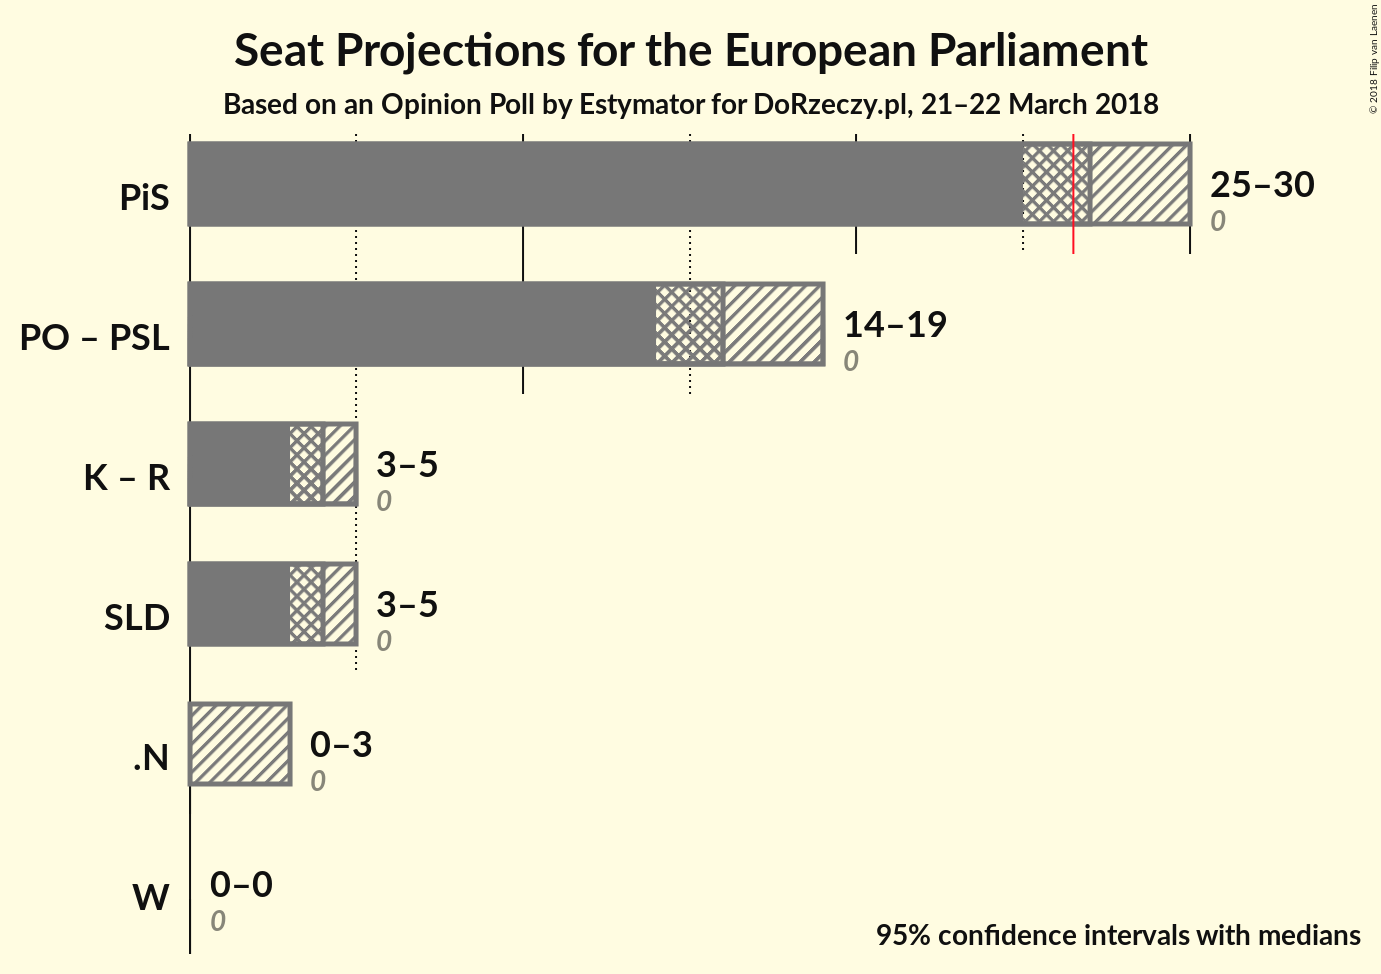 Seat Projections for the European Parliament
Based on an Opinion Poll by Estymator for DoRzeczy.pl, 21–22 March 2018
© 2018 Filip van Laenen
PiS
25–30
0
PO – PSL
14–19
0
K – R
3–5
0
SLD
3–5
0
.N
0–3
0
W
0–0
0
95% confidence intervals with medians